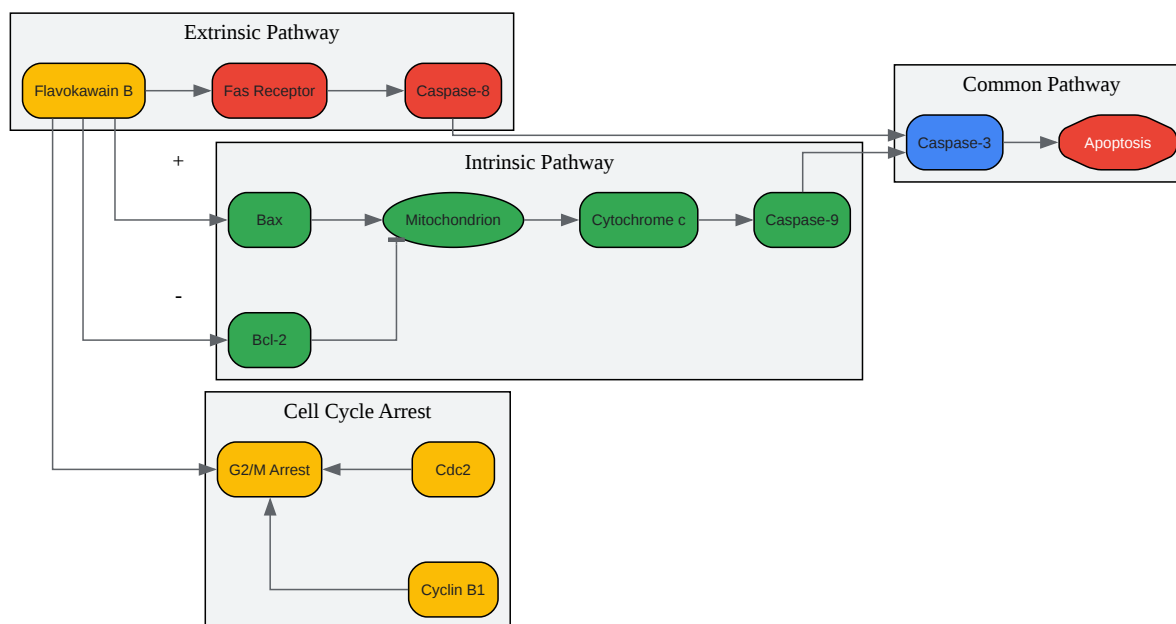 Extrinsic Pathway
Flavokawain B
Fas Receptor
Caspase-8
Common Pathway
Caspase-3
Apoptosis
+
Intrinsic Pathway
Bax
Mitochondrion
Cytochrome c
Caspase-9
-
Bcl-2
Cell Cycle Arrest
G2/M Arrest
Cdc2
Cyclin B1